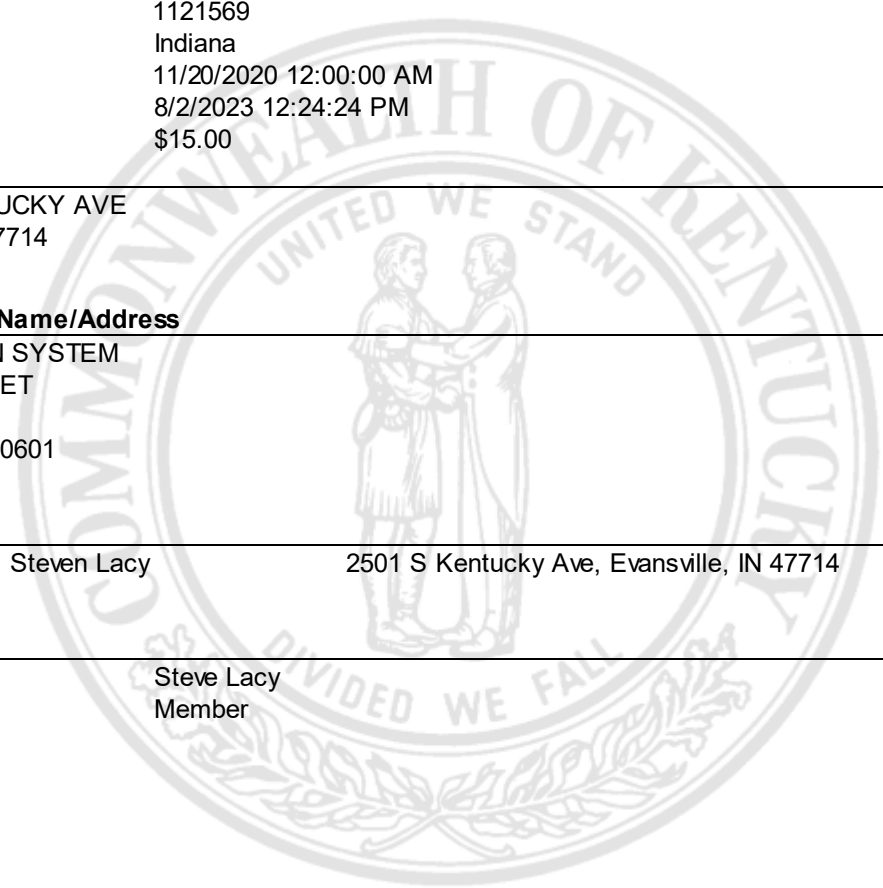 1121569
Indiana
11/20/2020 12:00:00 AM
8/2/2023 12:24:24 PM
$15.00
UCKY AVE
7714
Name/Address
N SYSTEM
ET
0601
Steven Lacy 2501 S Kentucky Ave, Evansville, IN 47714
Steve Lacy
Member
COMMONWEALTH OF KENTUCKY
UNITED WE STAND
DIVIDED WE FALL